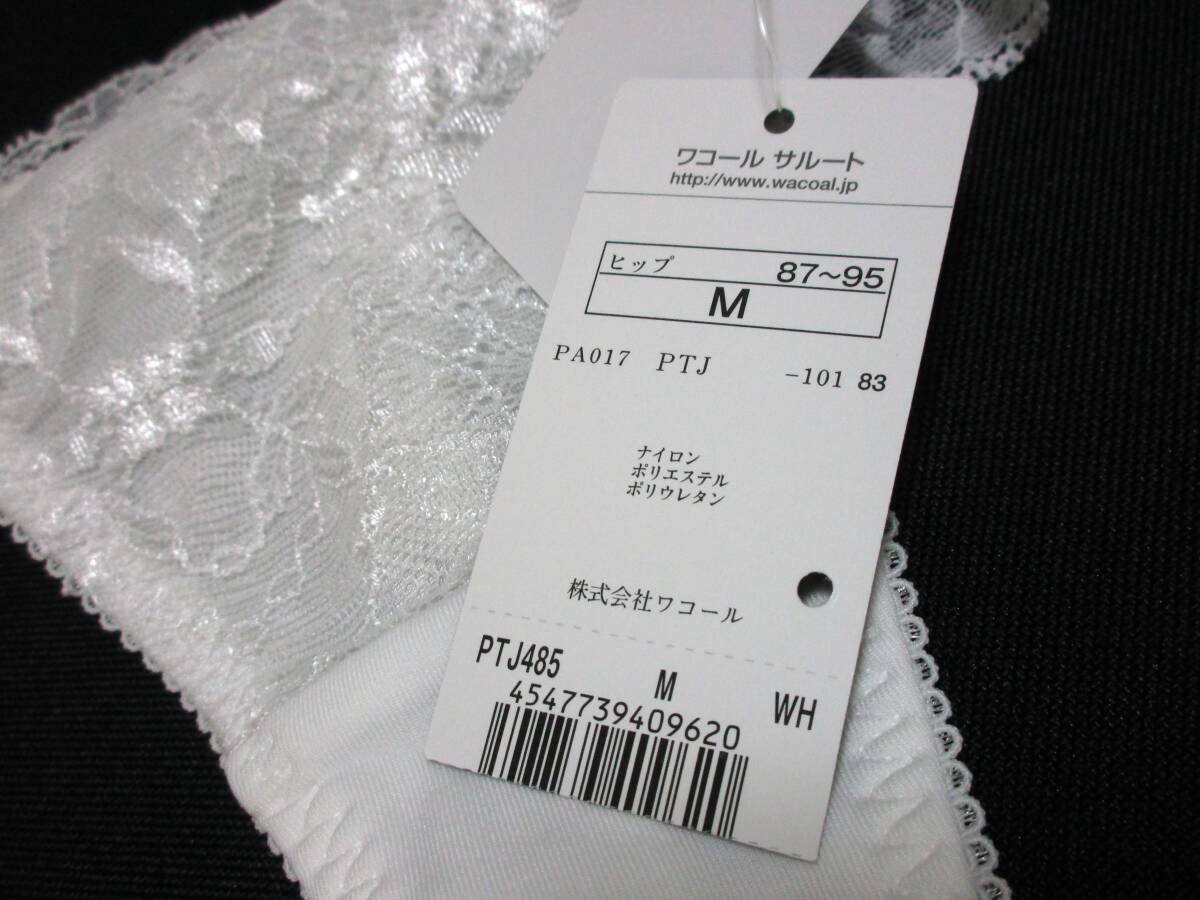 ワコール サルート
http://www.wacoal.jp
ヒップ 87~95
M
PA017 PTJ -101 83
ナイロン
ポリエステル
ポリウレタン
株式会社ワコール
PTJ485 M WH
4547739409620